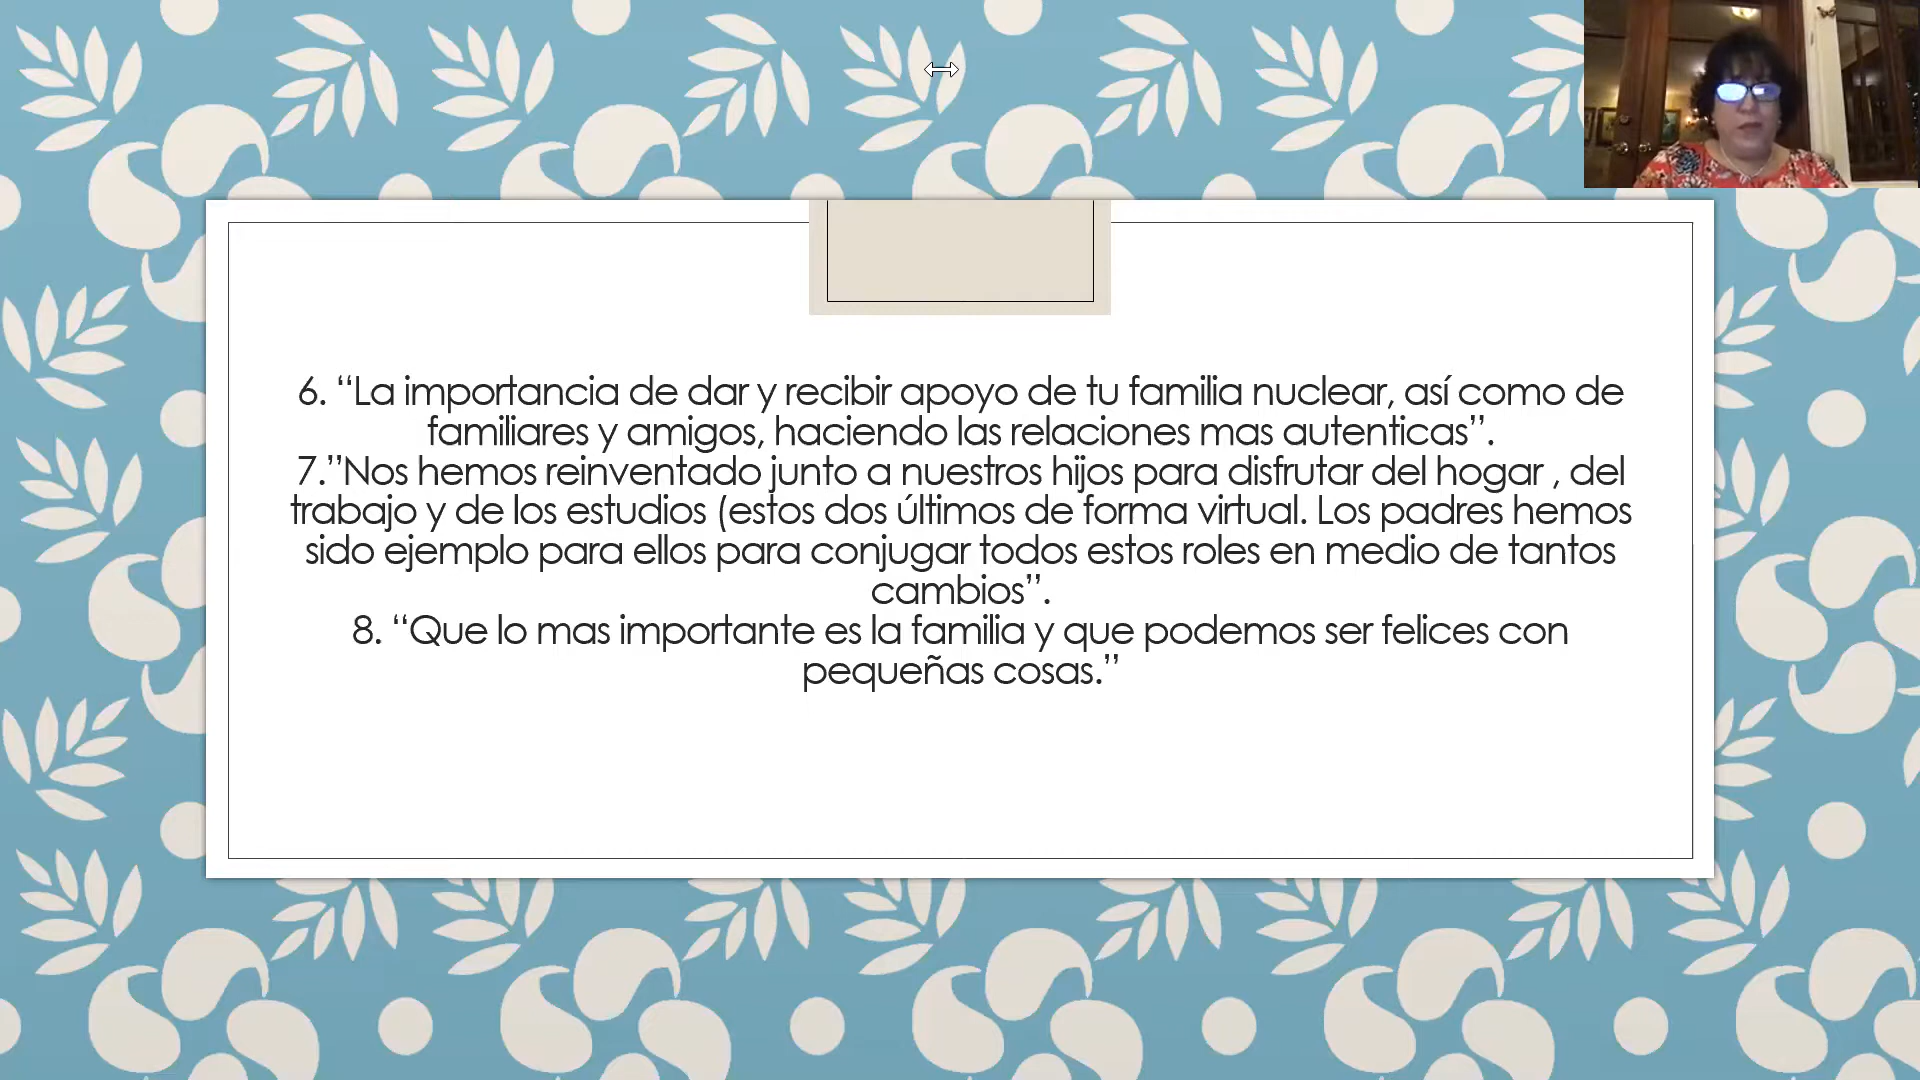 6. “La importancia de dar y recibir apoyo de tu familia nuclear, así como de
familiares y amigos, haciendo las relaciones mas autenticas”.
7.”Nos hemos reinventado junto a nuestros hijos para disfrutar del hogar , del
trabajo y de los estudios (estos dos últimos de forma virtual. Los padres hemos
sido ejemplo para ellos para conjugar todos estos roles en medio de tantos
cambios”.
8. “Que lo mas importante es la familia y que podemos ser felices con
pequeñas cosas.”